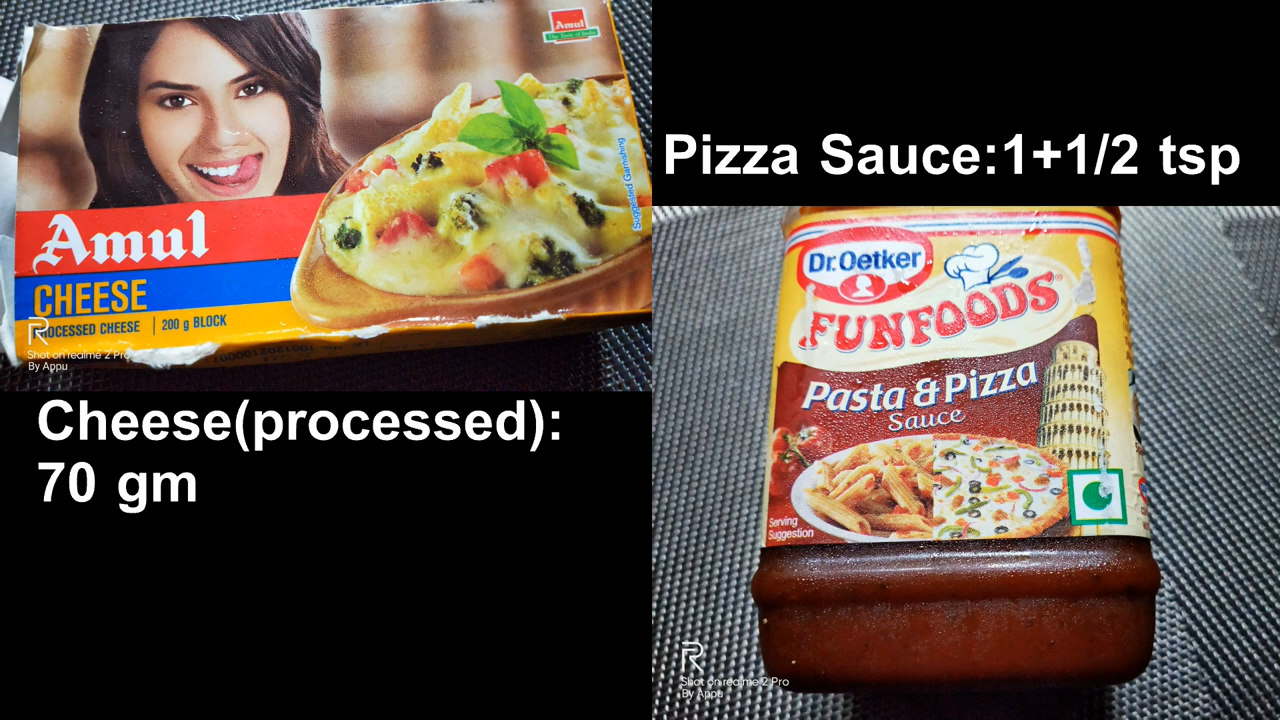 Amul
The Taste of India
Suggested Garnishing
Amul
CHEESE
PROCESSED CHEESE | 200 g BLOCK
Shot on realme 2 Pro
By Appu
Cheese(processed):
70 gm
Pizza Sauce:1+1/2 tsp
Dr.Oetker
FUNFOODS®
Pasta & Pizza
Sauce
Serving
Suggestion
Shot on realme 2 Pro
By Appu